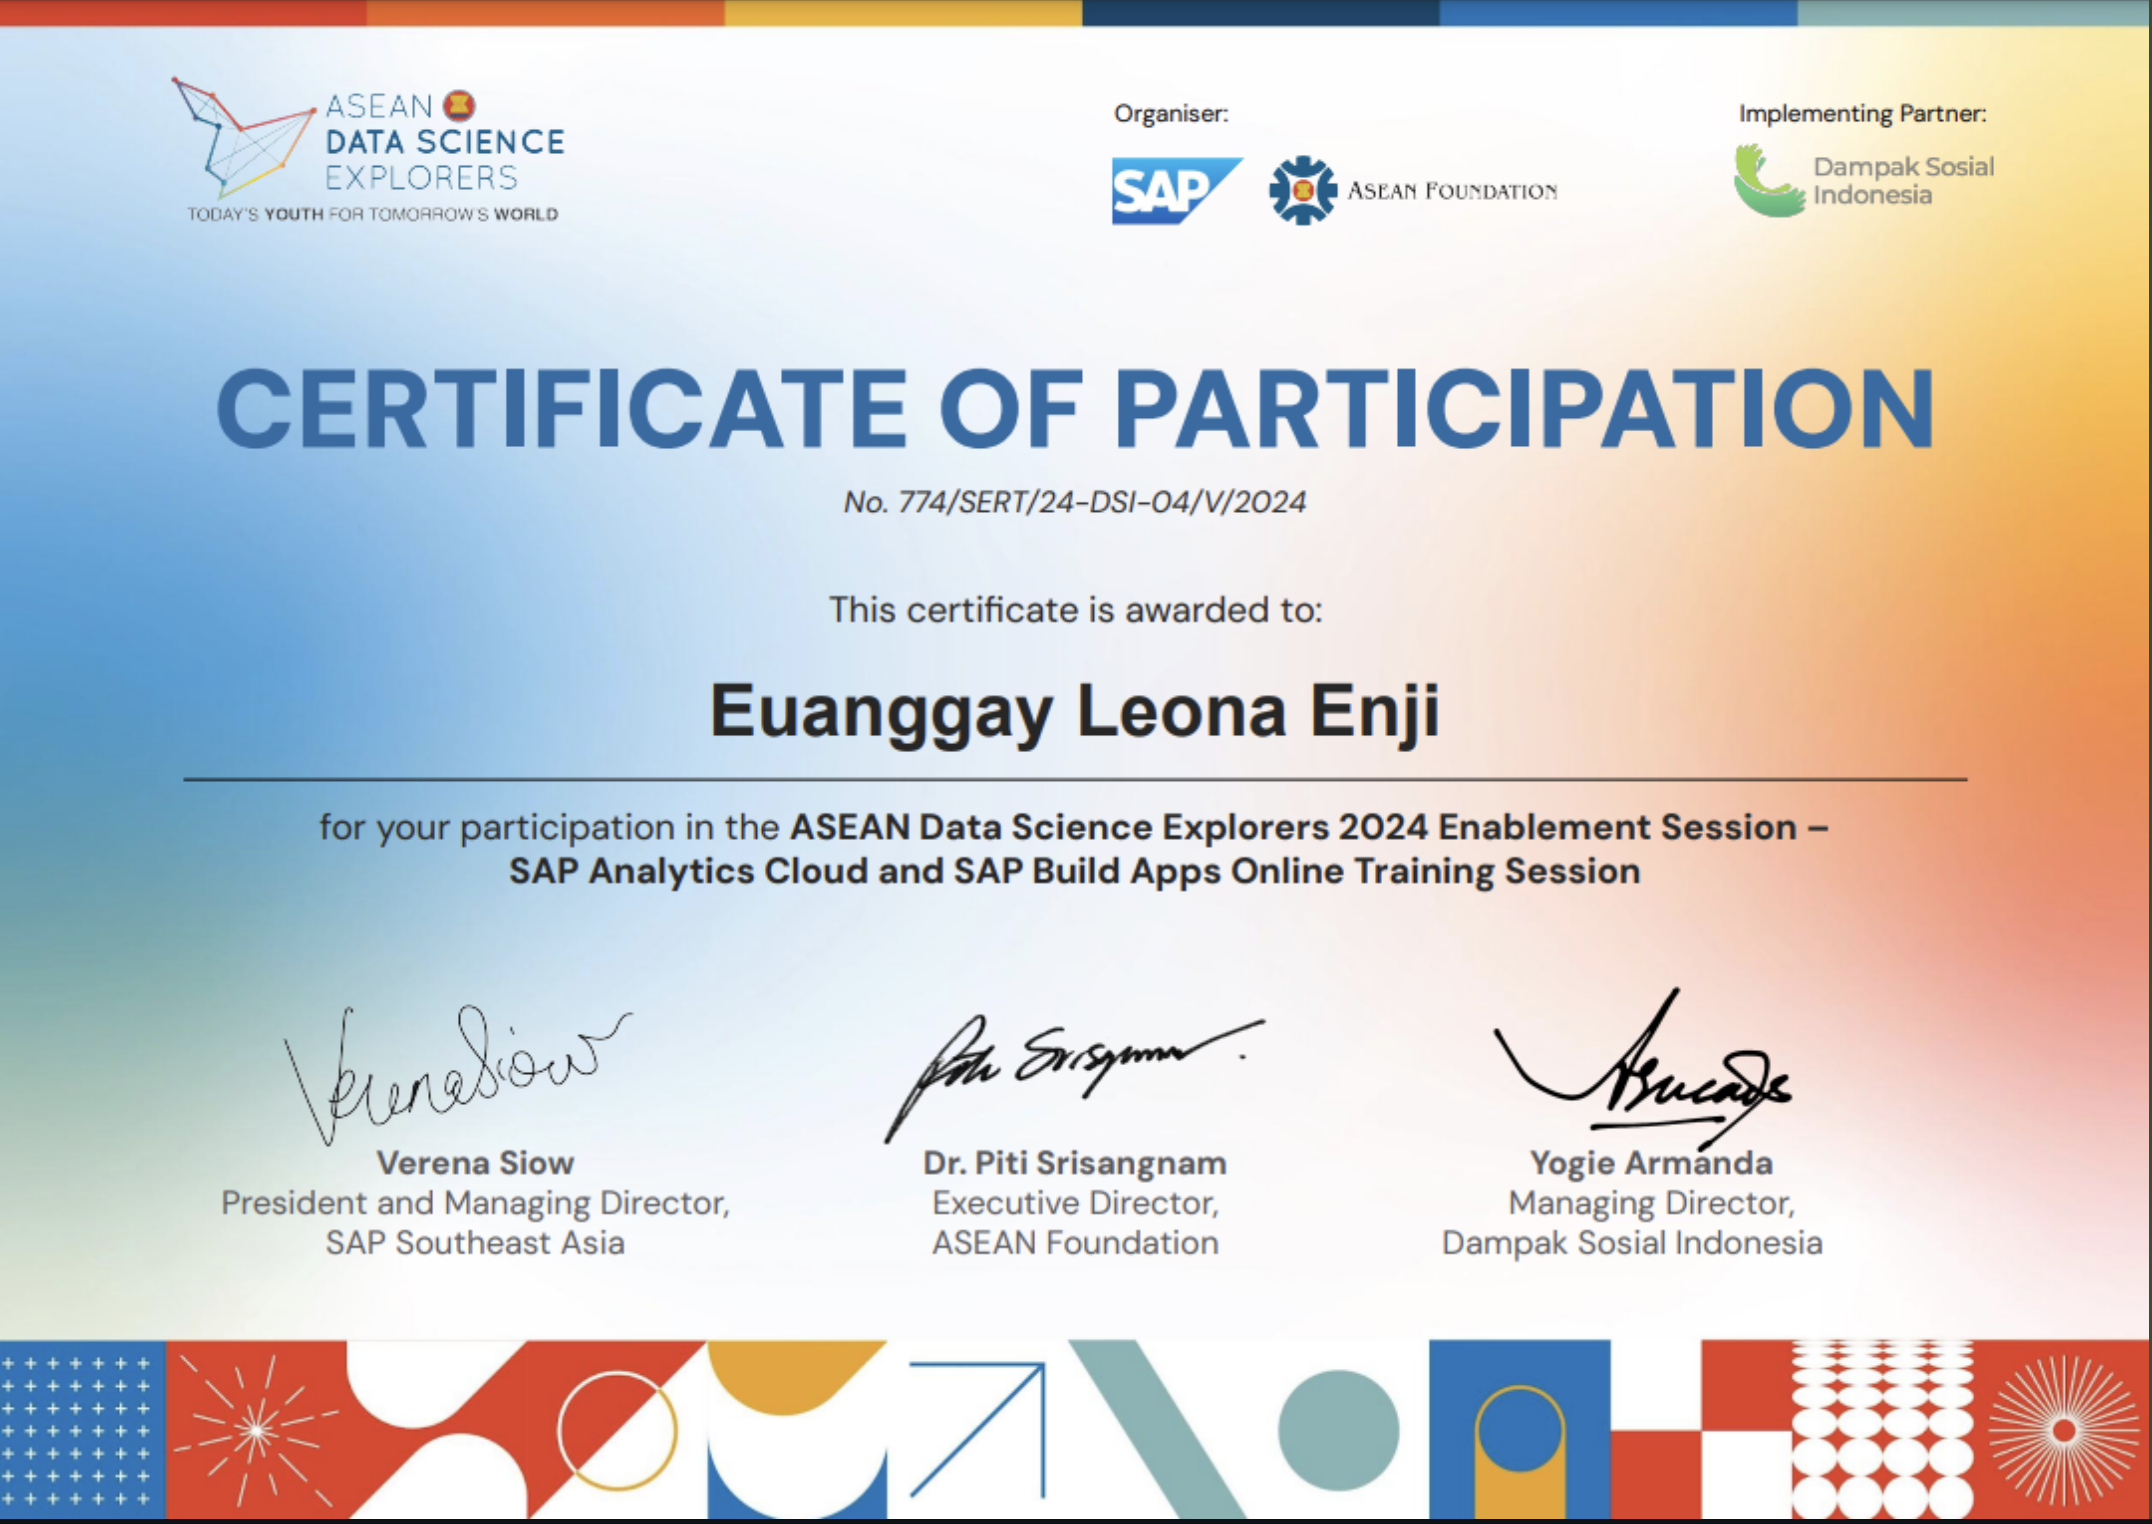 ASEAN
DATA SCIENCE
EXPLORERS
TODAY'S YOUTH FOR TOMORROW'S WORLD
Organiser:
SAP
ASEAN FOUNDATION
Implementing Partner:
Dampak Sosial
Indonesia
CERTIFICATE OF PARTICIPATION
No. 774/SERT/24-DSI-04/V/2024
This certificate is awarded to:
Euanggay Leona Enji
for your participation in the ASEAN Data Science Explorers 2024 Enablement Session –
SAP Analytics Cloud and SAP Build Apps Online Training Session
Verena Siow
Verena Siow
President and Managing Director,
SAP Southeast Asia
Dr. Piti Srisangnam
Executive Director,
ASEAN Foundation
Yogie Armanda
Managing Director,
Dampak Sosial Indonesia